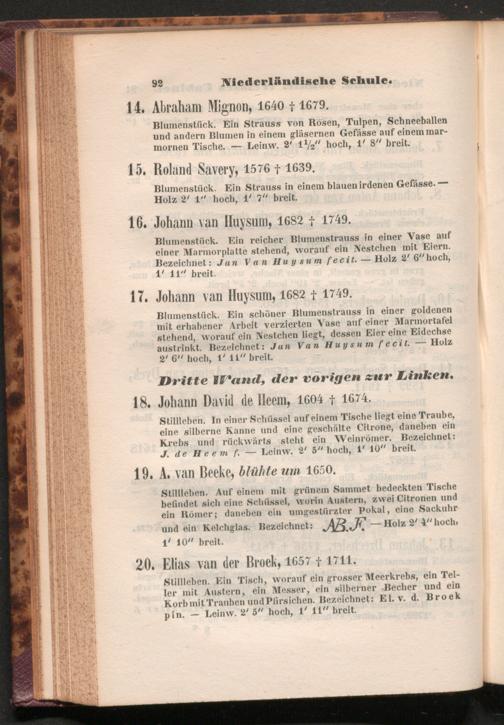 92 Niederländische Schule.
14. Abraham Mignon, 1640 † 1679.
Blumenstück. Ein Strauss von Rosen, Tulpen, Schneeballen
und andern Blumen in einem gläsernen Gefässe auf einem mar-
mornen Tische. — Leinw. 2′ 1½″ hoch, 1′ 8″ breit.
15. Roland Savery, 1576 † 1639.
Blumenstück. Ein Strauss in einem blauen irdenen Gefässe. —
Holz 2′ 1″ hoch, 1′ 7″ breit.
16. Johann van Huysum, 1682 † 1749.
Blumenstück. Ein reicher Blumenstrauss in einer Vase auf
einer Marmorplatte stehend, worauf ein Nestchen mit Eiern.
Bezeichnet: Jan Van Huysum fecit. — Holz 2′ 6″ hoch,
1′ 11″ breit.
17. Johann van Huysum, 1682 † 1749.
Blumenstück. Ein schöner Blumenstrauss in einer goldenen
mit erhabener Arbeit verzierten Vase auf einer Marmortafel
stehend, worauf ein Nestchen liegt, dessen Eier eine Eidechse
austrinkt. Bezeichnet: Jan Van Huysum fecit. — Holz
2′ 6″ hoch, 1′ 11″ breit.
Dritte Wand, der vorigen zur Linken.
18. Johann David de Heem, 1604 † 1674.
Stillleben. In einer Schüssel auf einem Tische liegt eine Traube,
eine silberne Kanne und eine geschälte Citrone, daneben ein
Krebs und rückwärts steht ein Weinrömer. Bezeichnet:
J. de Heem f. — Leinw. 2′ 5″ hoch, 1′ 10″ breit.
19. A. van Beeke, blühte um 1650.
Stillleben. Auf einem mit grünem Sammet bedeckten Tische
befindet sich eine Schüssel, worin Austern, zwei Citronen und
ein Römer; daneben ein umgestürzter Pokal, eine Sackuhr
und ein Kelchglas. Bezeichnet: AB.F. — Holz 2′ ¾″ hoch
1′ 10″ breit.
20. Elias van der Broek, 1657 † 1711.
Stillleben. Ein Tisch, worauf ein grosser Meerkrebs, ein Tel-
ler mit Austern, ein Messer, ein silberner Becher und ein
Korb mit Trauben und Pfirsichen. Bezeichnet: El. v. d. Broek
pin. — Leinw. 2′ 5″ hoch, 1′ 11″ breit.